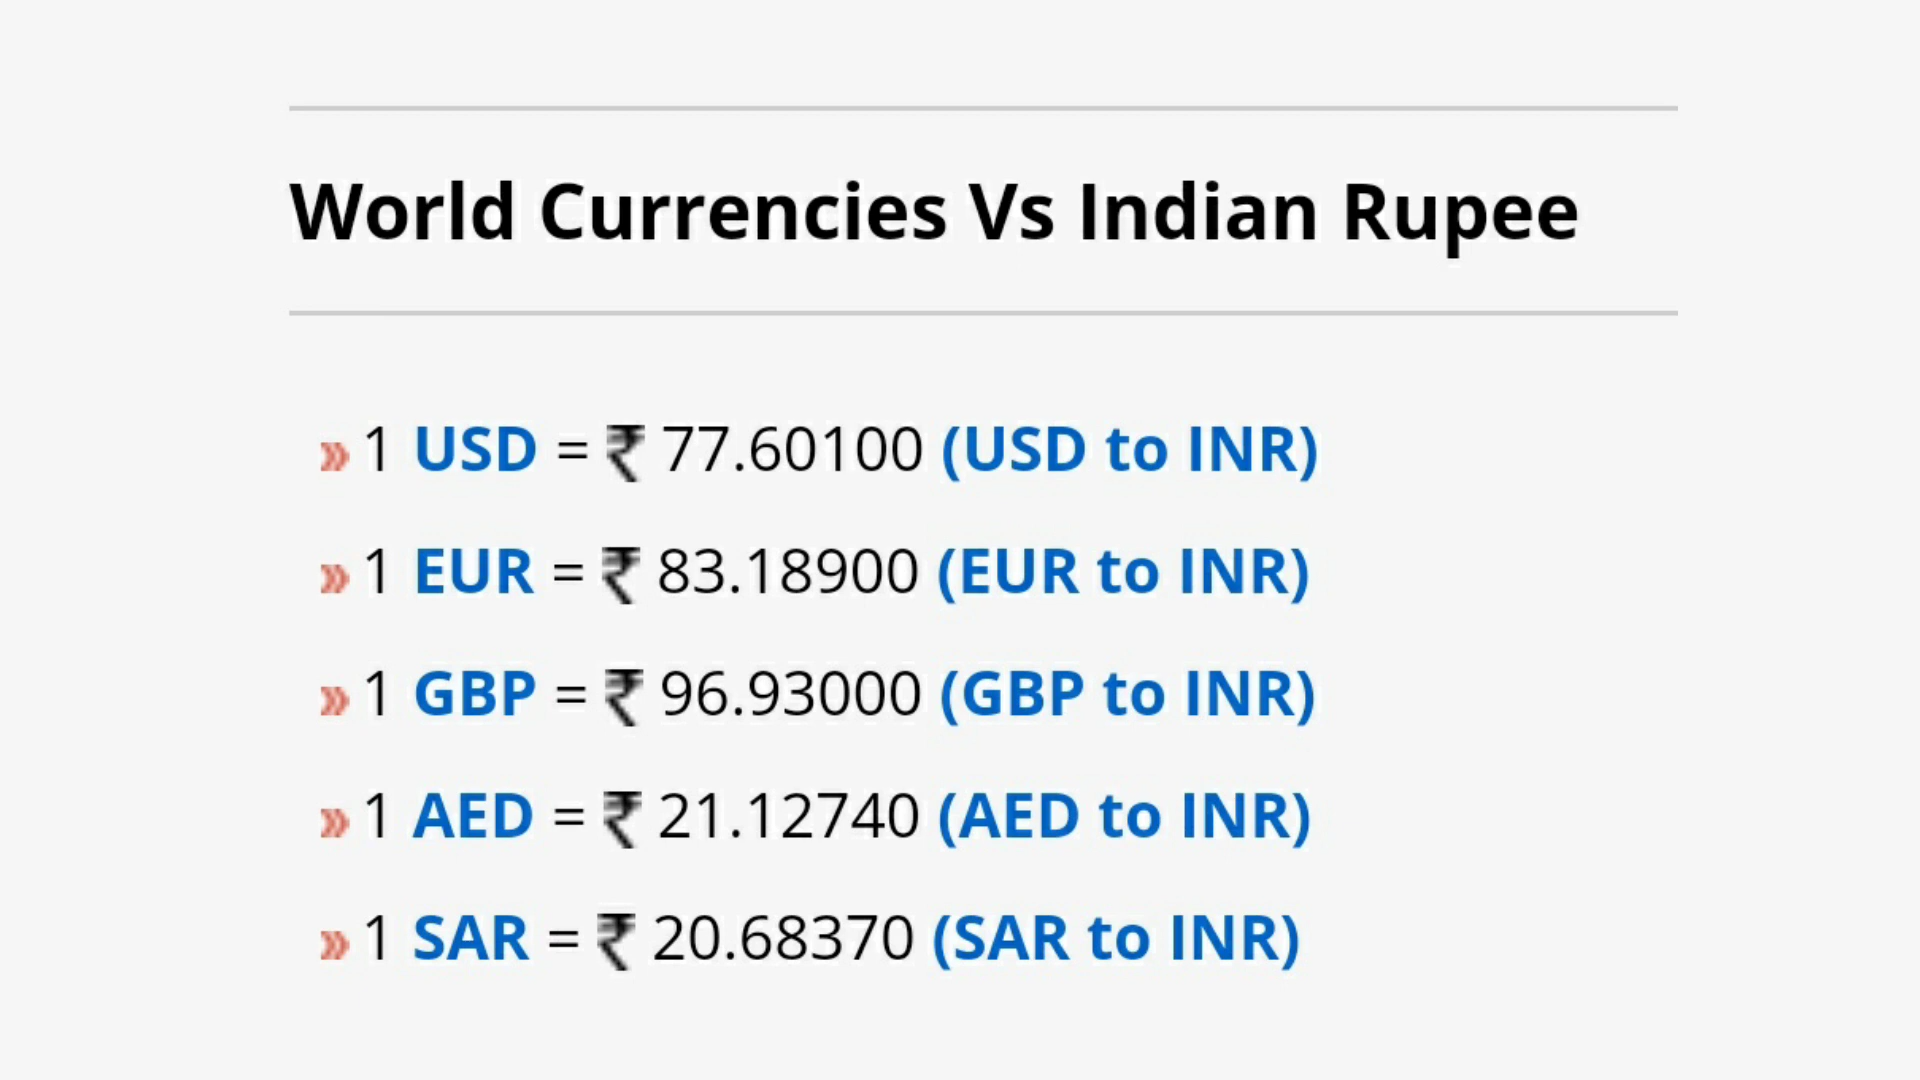 World Currencies Vs Indian Rupee
» 1 USD = ₹ 77.60100 (USD to INR)
» 1 EUR = ₹ 83.18900 (EUR to INR)
» 1 GBP = ₹ 96.93000 (GBP to INR)
» 1 AED = ₹ 21.12740 (AED to INR)
» 1 SAR = ₹ 20.68370 (SAR to INR)